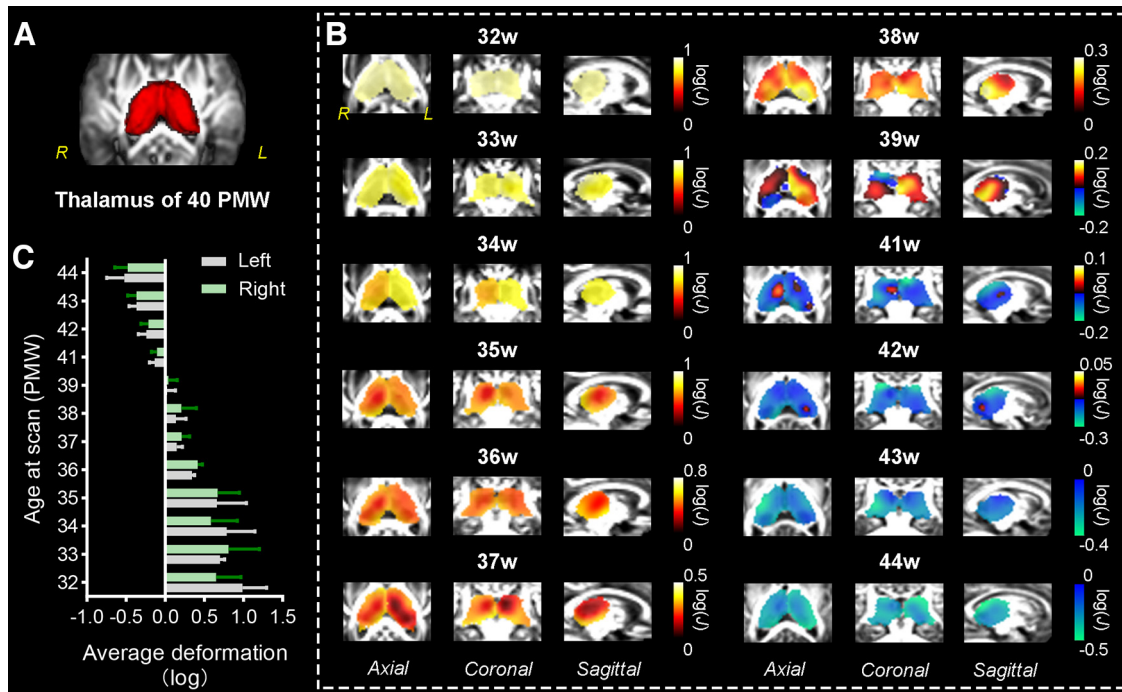 A
R
L
Thalamus of 40 PMW
C
Left
Right
Age at scan (PMW)
44
43
42
41
39
38
37
36
35
34
33
32
-1.0 -0.5 0.0 0.5 1.0 1.5
Average deformation
(log)
B
32w
R
L
1
log(J)
0
33w
1
log(J)
0
34w
1
log(J)
0
35w
1
log(J)
0
36w
0.8
log(J)
0
37w
0.5
log(J)
0
Axial Coronal Sagittal
38w
0.3
log(J)
0
39w
0.2
log(J)
-0.2
41w
0.1
log(J)
-0.2
42w
0.05
log(J)
-0.3
43w
0
log(J)
-0.4
44w
0
log(J)
-0.5
Axial Coronal Sagittal